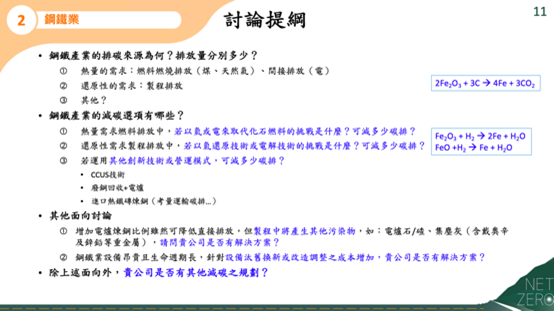 2 鋼鐵業
討論提綱
11
• 鋼鐵產業的排碳來源為何？排放量分別多少？
① 熱量的需求：燃料燃燒排放（煤、天然氣）、間接排放（電）
② 還原性的需求：製程排放
③ 其他？
2Fe₂O₃ + 3C → 4Fe + 3CO₂
• 鋼鐵產業的減碳選項有哪些？
① 熱量需求燃料排放中，若以氫或電來取代化石燃料的挑戰是什麼？可減多少碳排？
② 還原性需求製程排放中，若以氫還原技術或電解技術的挑戰是什麼？可減多少碳排？
③ 若運用其他創新技術或營運模式，可減多少碳排？
Fe₂O₃ + H₂ → 2Fe + H₂O
FeO +H₂ → Fe + H₂O
• CCUS技術
• 廢鋼回收+電爐
• 進口熱鐵磚煉鋼（考量運輸碳排…）
• 其他面向討論
① 增加電爐煉鋼比例雖然可降低直接排放，但製程中將產生其他污染物，如：電爐石/碴、集塵灰（含戴奧辛
及鋅鉛等重金屬），請問貴公司是否有解決方案？
② 鋼鐵業設備昂貴且生命週期長，針對設備汰舊換新或改造調整之成本增加，貴公司是否有解決方案？
• 除上述面向外，貴公司是否有其他減碳之規劃？
NET
ZERO